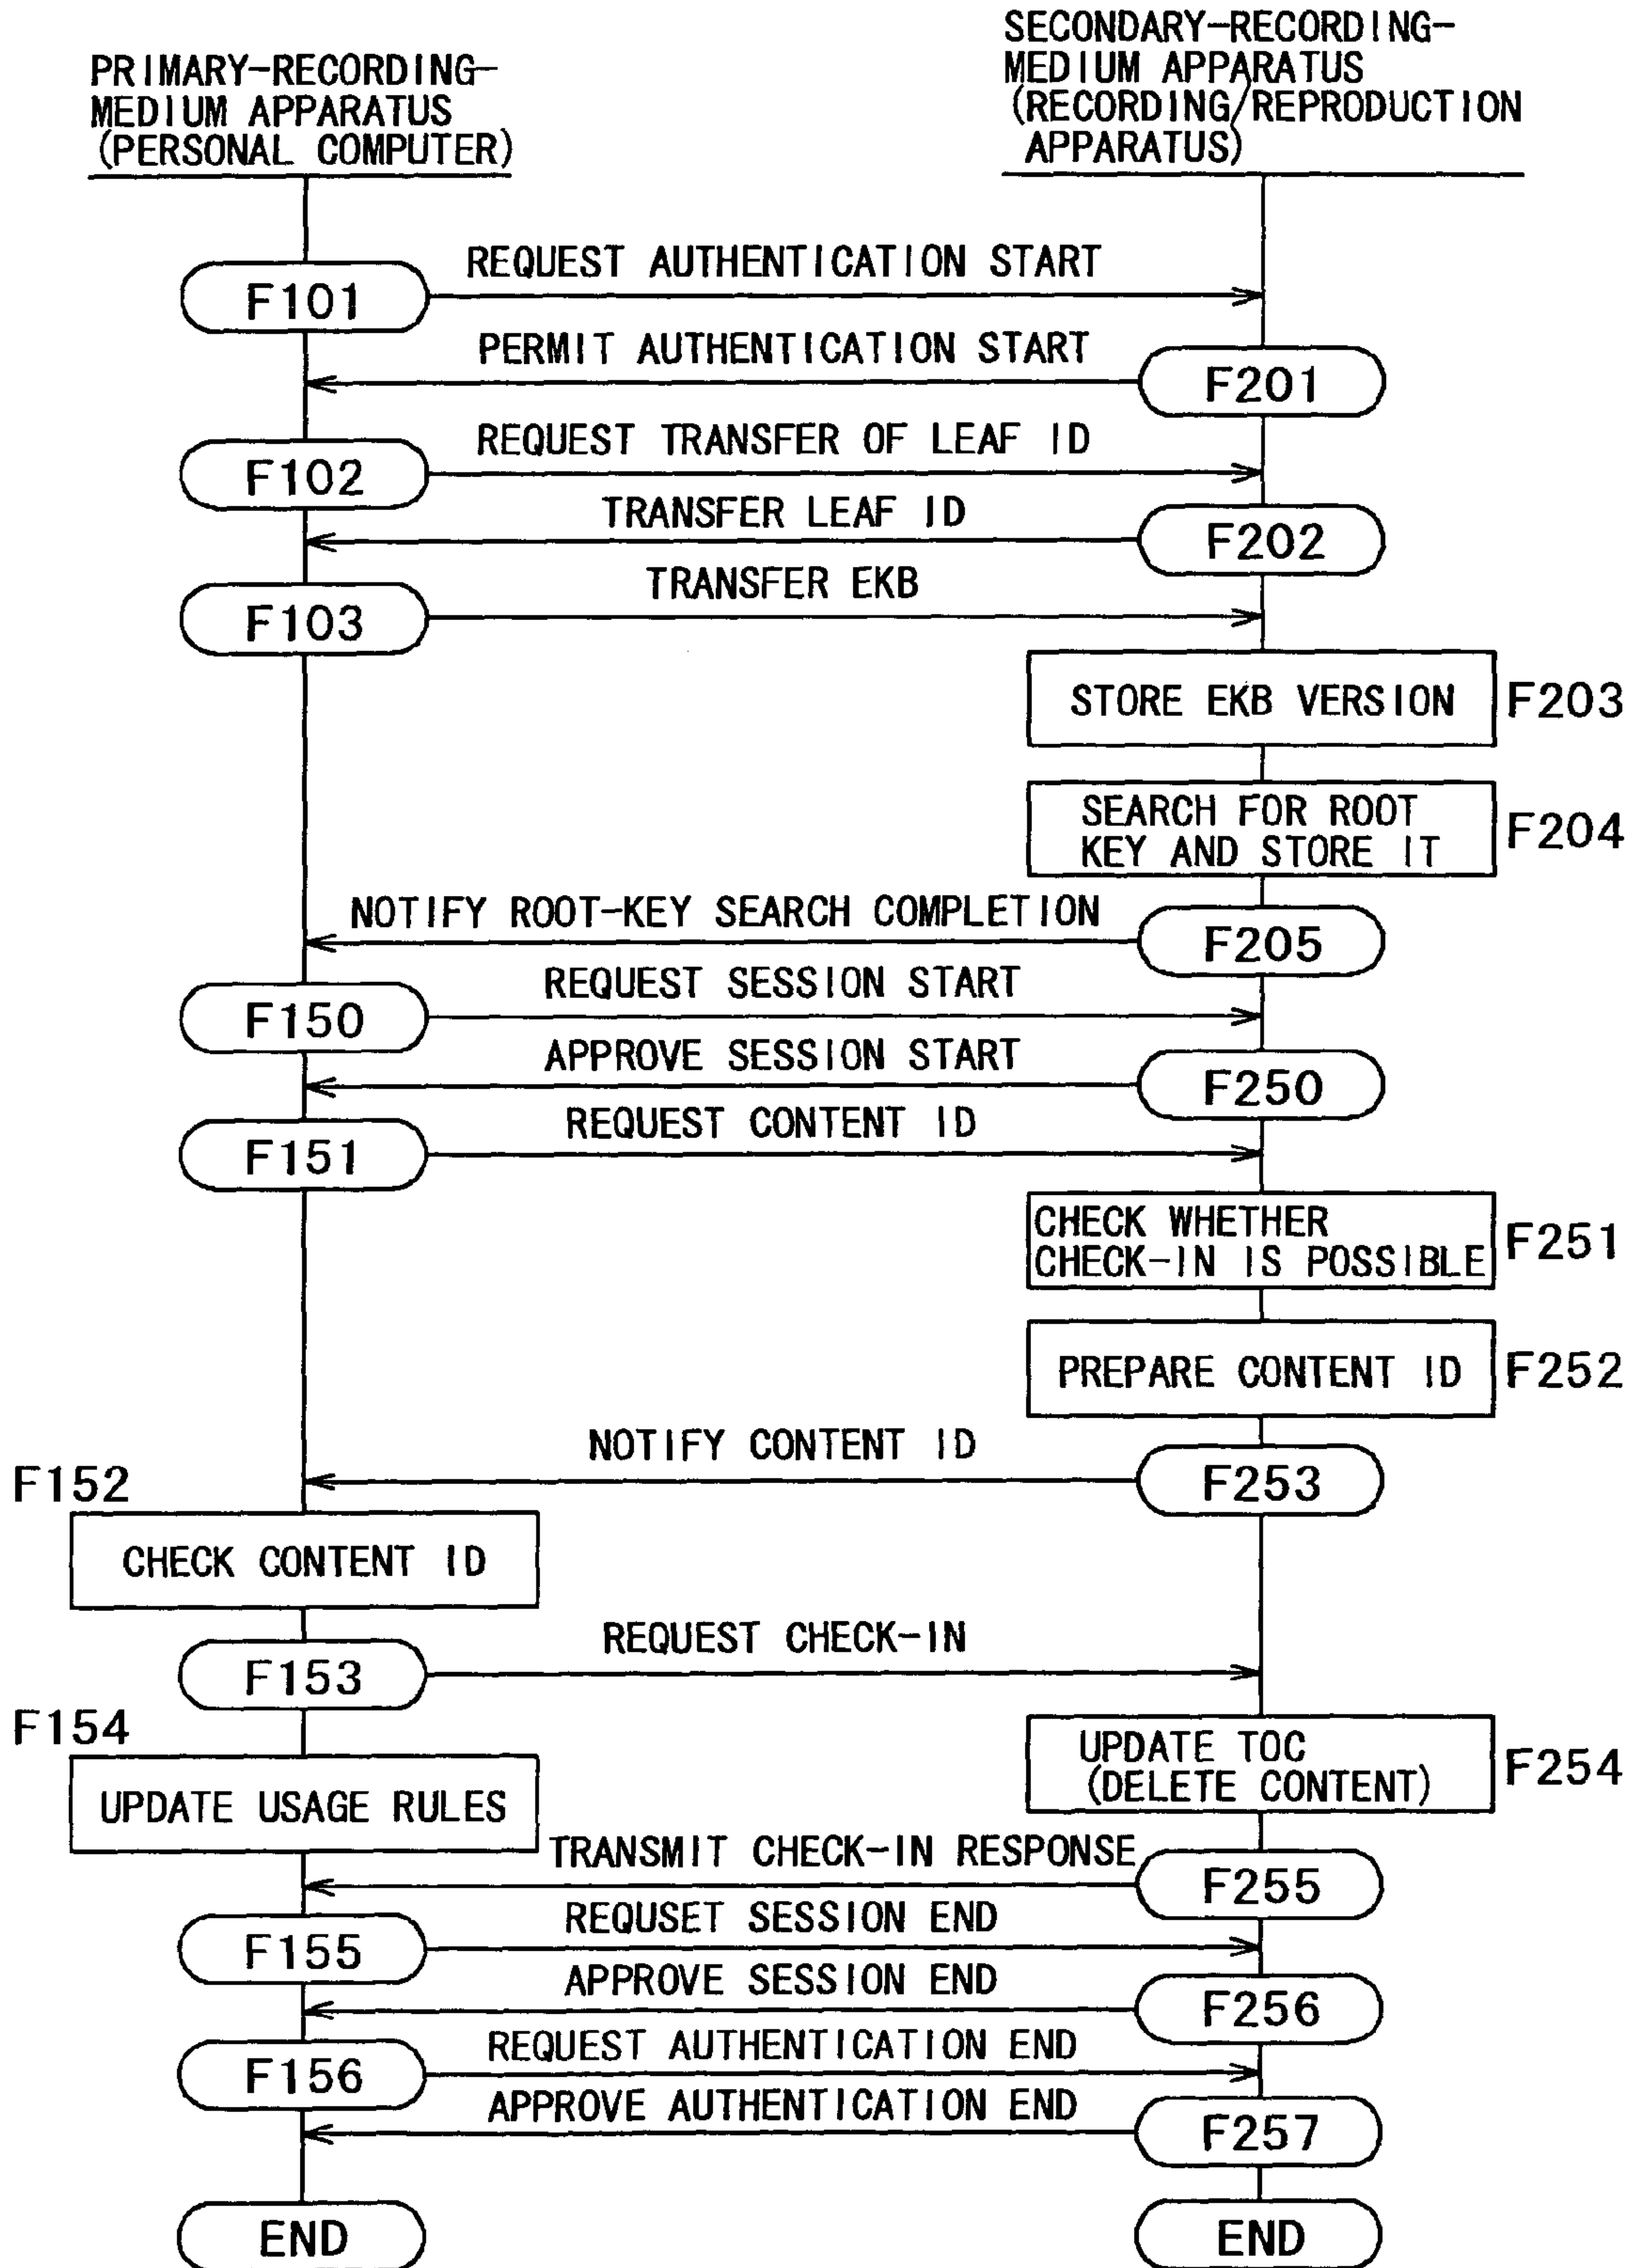 PRIMARY-RECORDING-
MEDIUM APPARATUS
(PERSONAL COMPUTER)
SECONDARY-RECORDING-
MEDIUM APPARATUS
(RECORDING/REPRODUCTION
APPARATUS)
REQUEST AUTHENTICATION START
F101
PERMIT AUTHENTICATION START
F201
REQUEST TRANSFER OF LEAF ID
F102
TRANSFER LEAF ID
F202
TRANSFER EKB
F103
STORE EKB VERSION
F203
SEARCH FOR ROOT
KEY AND STORE IT
F204
NOTIFY ROOT-KEY SEARCH COMPLETION
F205
REQUEST SESSION START
F150
APPROVE SESSION START
F250
REQUEST CONTENT ID
F151
CHECK WHETHER
CHECK-IN IS POSSIBLE
F251
PREPARE CONTENT ID
F252
NOTIFY CONTENT ID
F253
F152
CHECK CONTENT ID
REQUEST CHECK-IN
F153
F154
UPDATE USAGE RULES
UPDATE TOC
(DELETE CONTENT)
F254
TRANSMIT CHECK-IN RESPONSE
F255
REQUSET SESSION END
F155
APPROVE SESSION END
F256
REQUEST AUTHENTICATION END
F156
APPROVE AUTHENTICATION END
F257
END
END